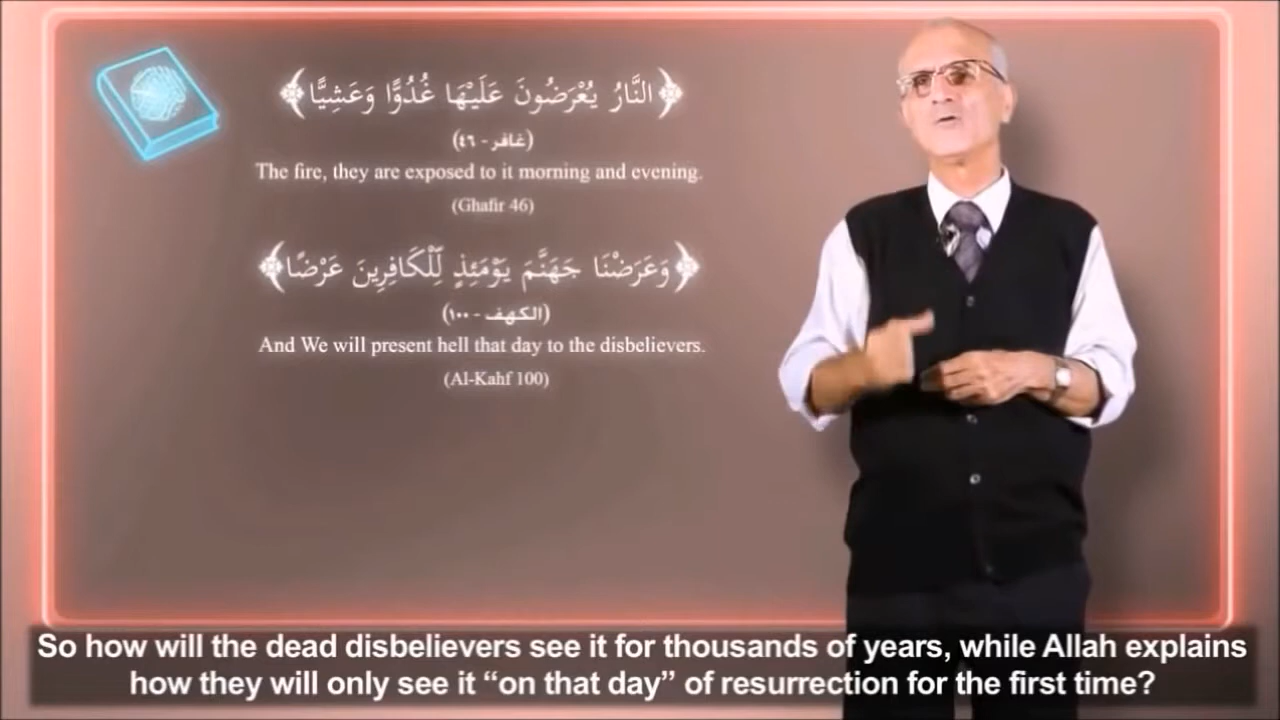 ﴿النَّارُ يُعْرَضُونَ عَلَيْهَا غُدُوًّا وَعَشِيًّا﴾
(غافر - ٤٦)
The fire, they are exposed to it morning and evening.
(Ghafir 46)
﴿وَعَرَضْنَا جَهَنَّمَ يَوْمَئِذٍ لِّلْكَافِرِينَ عَرْضًا﴾
(الكهف - ١٠٠)
And We will present hell that day to the disbelievers.
(Al-Kahf 100)
So how will the dead disbelievers see it for thousands of years, while Allah explains
how they will only see it “on that day” of resurrection for the first time?